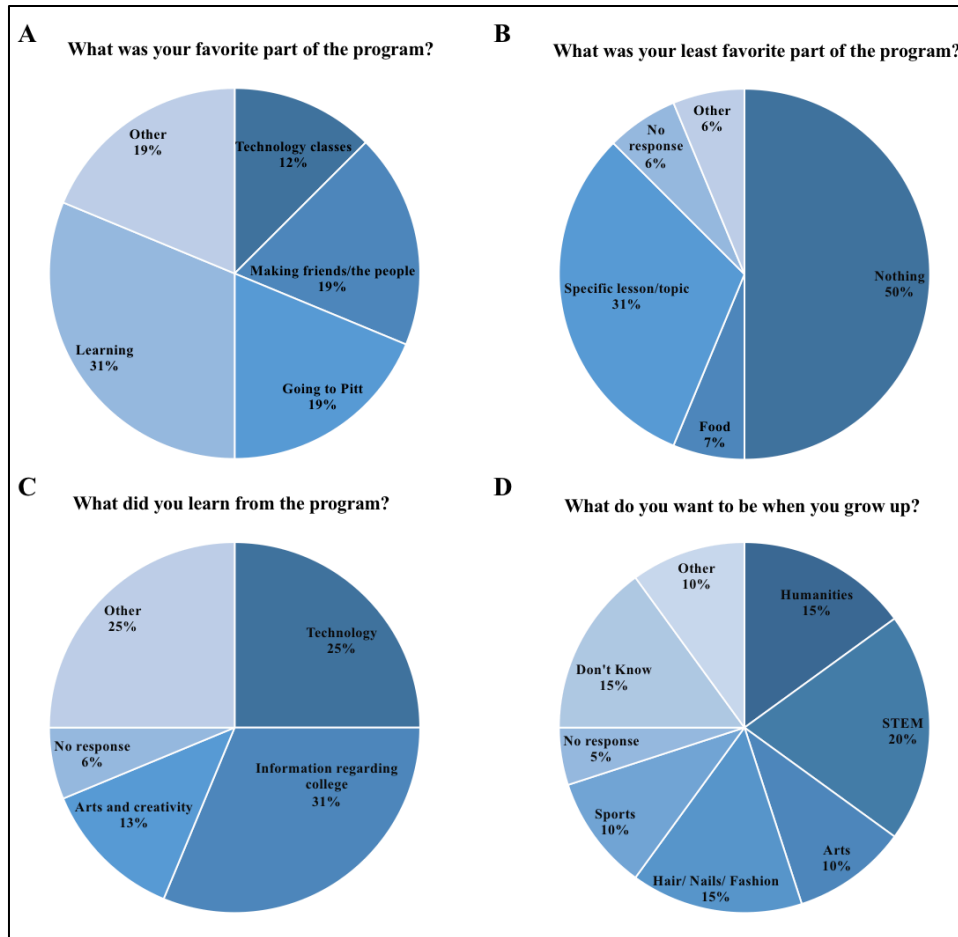 A
What was your favorite part of the program?
Other
19%
Technology classes
12%
Making friends/the people
19%
Learning
31%
Going to Pitt
19%
B
What was your least favorite part of the program?
Other
6%
No
response
6%
Nothing
50%
Specific lesson/topic
31%
Food
7%
C
What did you learn from the program?
Other
25%
Technology
25%
No response
6%
Information regarding
college
31%
Arts and creativity
13%
D
What do you want to be when you grow up?
Other
10%
Humanities
15%
Don't Know
15%
STEM
20%
No response
5%
Sports
10%
Arts
10%
Hair/ Nails/ Fashion
15%